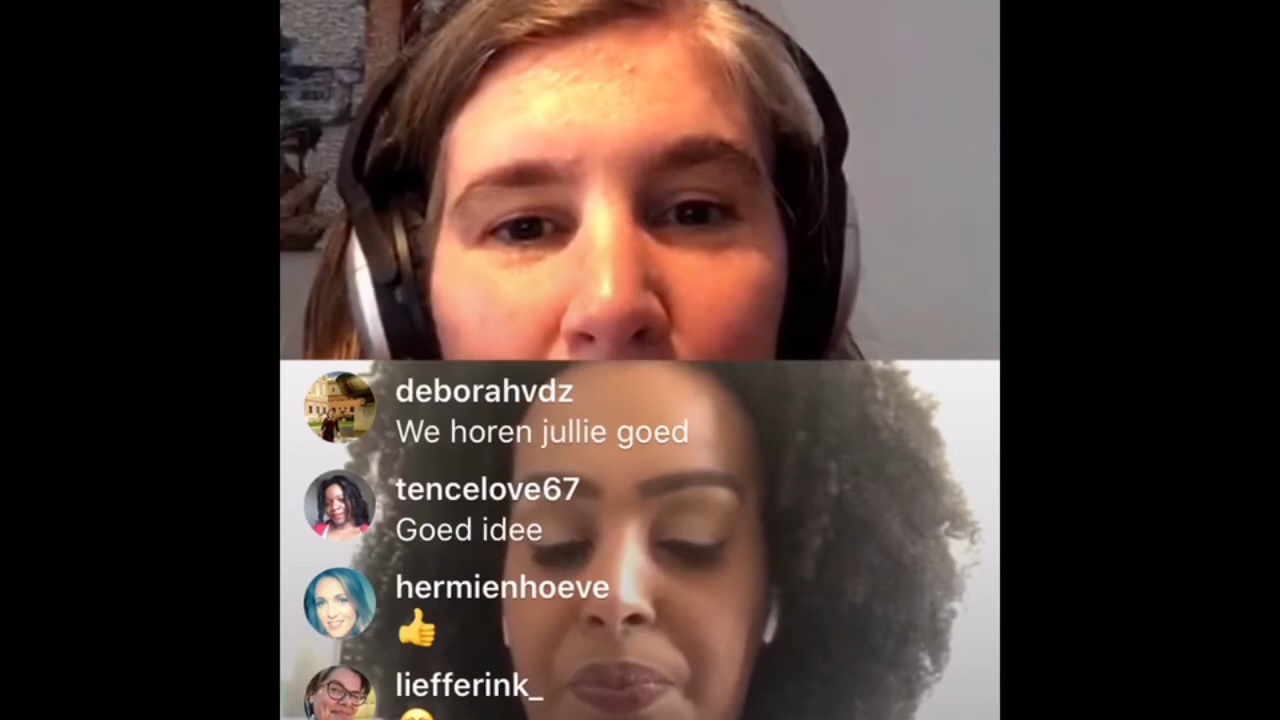 deborahvdz
We horen jullie goed
tencelove67
Goed idee
hermienhoeve
👍
liefferink_